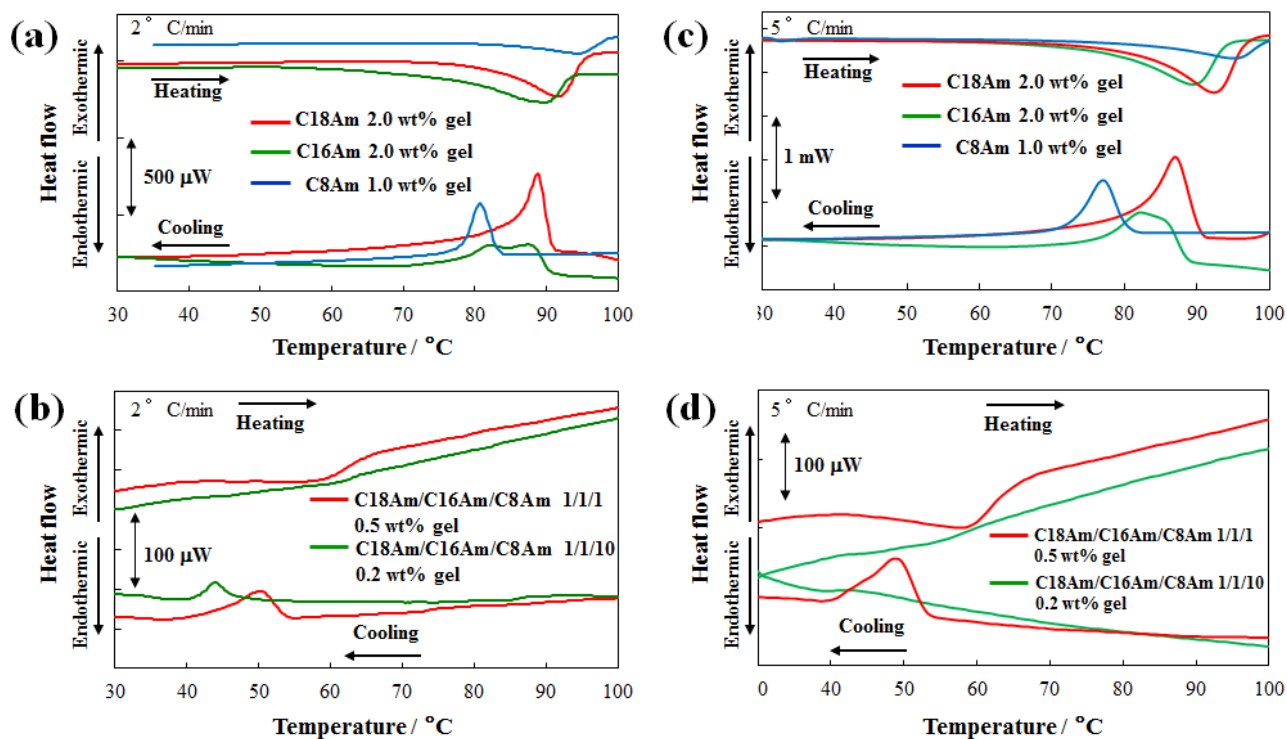 (a)
2° C/min
Exothermic
Heat flow
Endothermic
Heating
C18Am 2.0 wt% gel
C16Am 2.0 wt% gel
C8Am 1.0 wt% gel
500 μW
Cooling
30 40 50 60 70 80 90 100
Temperature / °C
(c)
5° C/min
Exothermic
Heat flow
Endothermic
Heating
C18Am 2.0 wt% gel
C16Am 2.0 wt% gel
C8Am 1.0 wt% gel
1 mW
Cooling
30 40 50 60 70 80 90 100
Temperature / °C
(b)
2° C/min
Heating
Exothermic
Heat flow
Endothermic
C18Am/C16Am/C8Am 1/1/1
0.5 wt% gel
C18Am/C16Am/C8Am 1/1/10
0.2 wt% gel
100 μW
Cooling
30 40 50 60 70 80 90 100
Temperature / °C
(d)
5° C/min
Heating
100 μW
Exothermic
Heat flow
Endothermic
C18Am/C16Am/C8Am 1/1/1
0.5 wt% gel
C18Am/C16Am/C8Am 1/1/10
0.2 wt% gel
Cooling
0 40 50 60 70 80 90 100
Temperature / °C